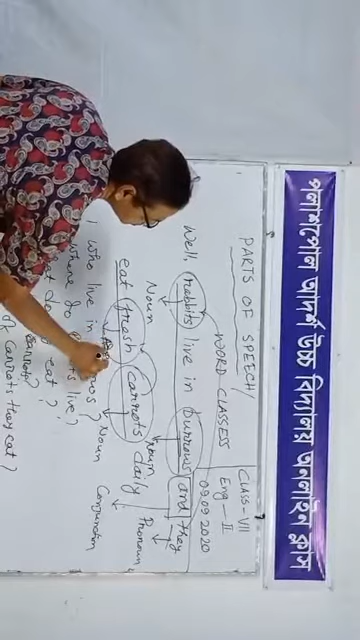 পলাশপোল আদর্শ উচ্চ বিদ্যালয় অনলাইন ক্লাস
PARTS OF SPEECH/ CLASS-VII
WORD CLASSESS Eng-II
09.09.2020
Well, rabbits live in burrows and they
Noun Noun Pronoun
eat fresh carrots daily
Noun Conjunction
Who live in
Where do live?
do eat?
carrots they eat?